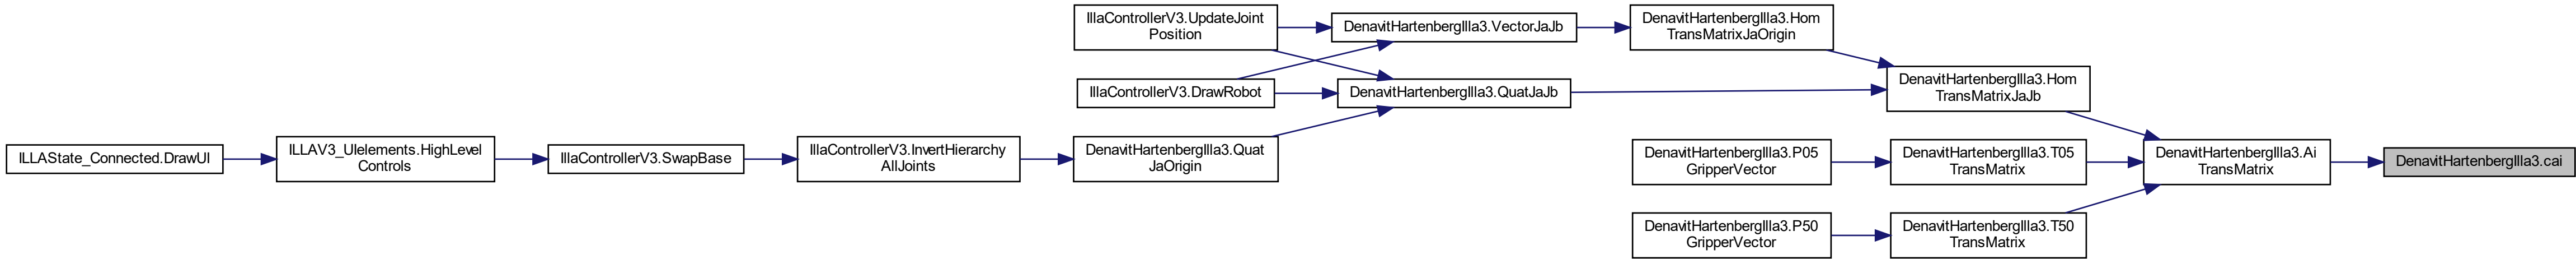 IllaControllerV3.UpdateJoint
Position
DenavitHartenbergIlla3.VectorJaJb
DenavitHartenbergIlla3.Hom
TransMatrixJaOrigin
IllaControllerV3.DrawRobot
DenavitHartenbergIlla3.QuatJaJb
DenavitHartenbergIlla3.Hom
TransMatrixJaJb
ILLAState_Connected.DrawUI
ILLAV3_UIelements.HighLevel
Controls
IllaControllerV3.SwapBase
IllaControllerV3.InvertHierarchy
AllJoints
DenavitHartenbergIlla3.Quat
JaOrigin
DenavitHartenbergIlla3.P05
GripperVector
DenavitHartenbergIlla3.T05
TransMatrix
DenavitHartenbergIlla3.Ai
TransMatrix
DenavitHartenbergIlla3.cai
DenavitHartenbergIlla3.P50
GripperVector
DenavitHartenbergIlla3.T50
TransMatrix